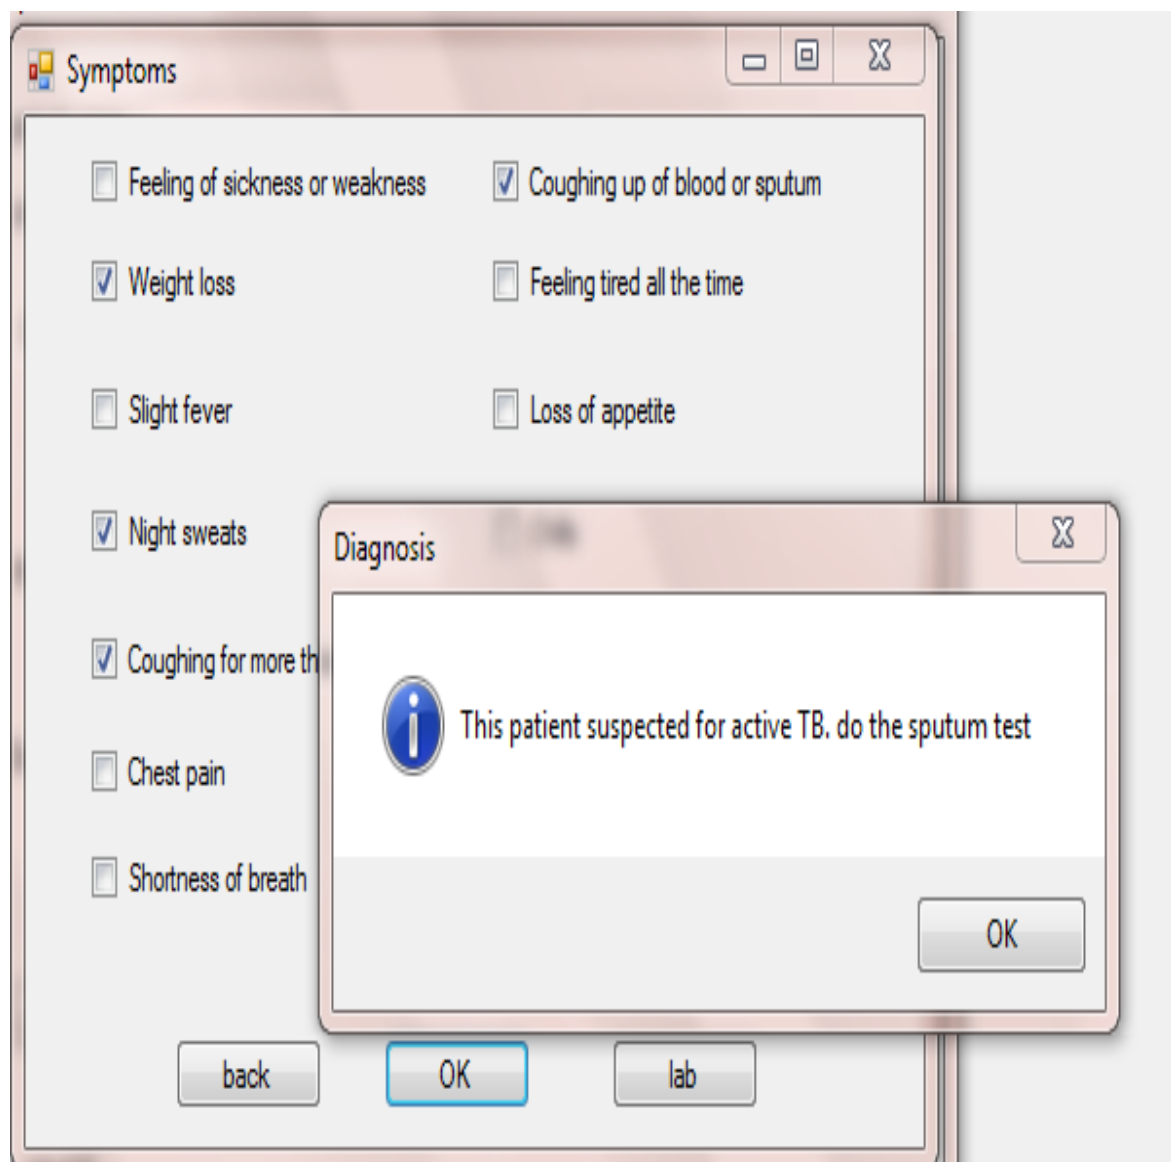 Symptoms
Feeling of sickness or weakness
Coughing up of blood or sputum
Weight loss
Feeling tired all the time
Slight fever
Loss of appetite
Night sweats
Diagnosis
Coughing for more th
This patient suspected for active TB. do the sputum test
Chest pain
Shortness of breath
OK
back
OK
lab